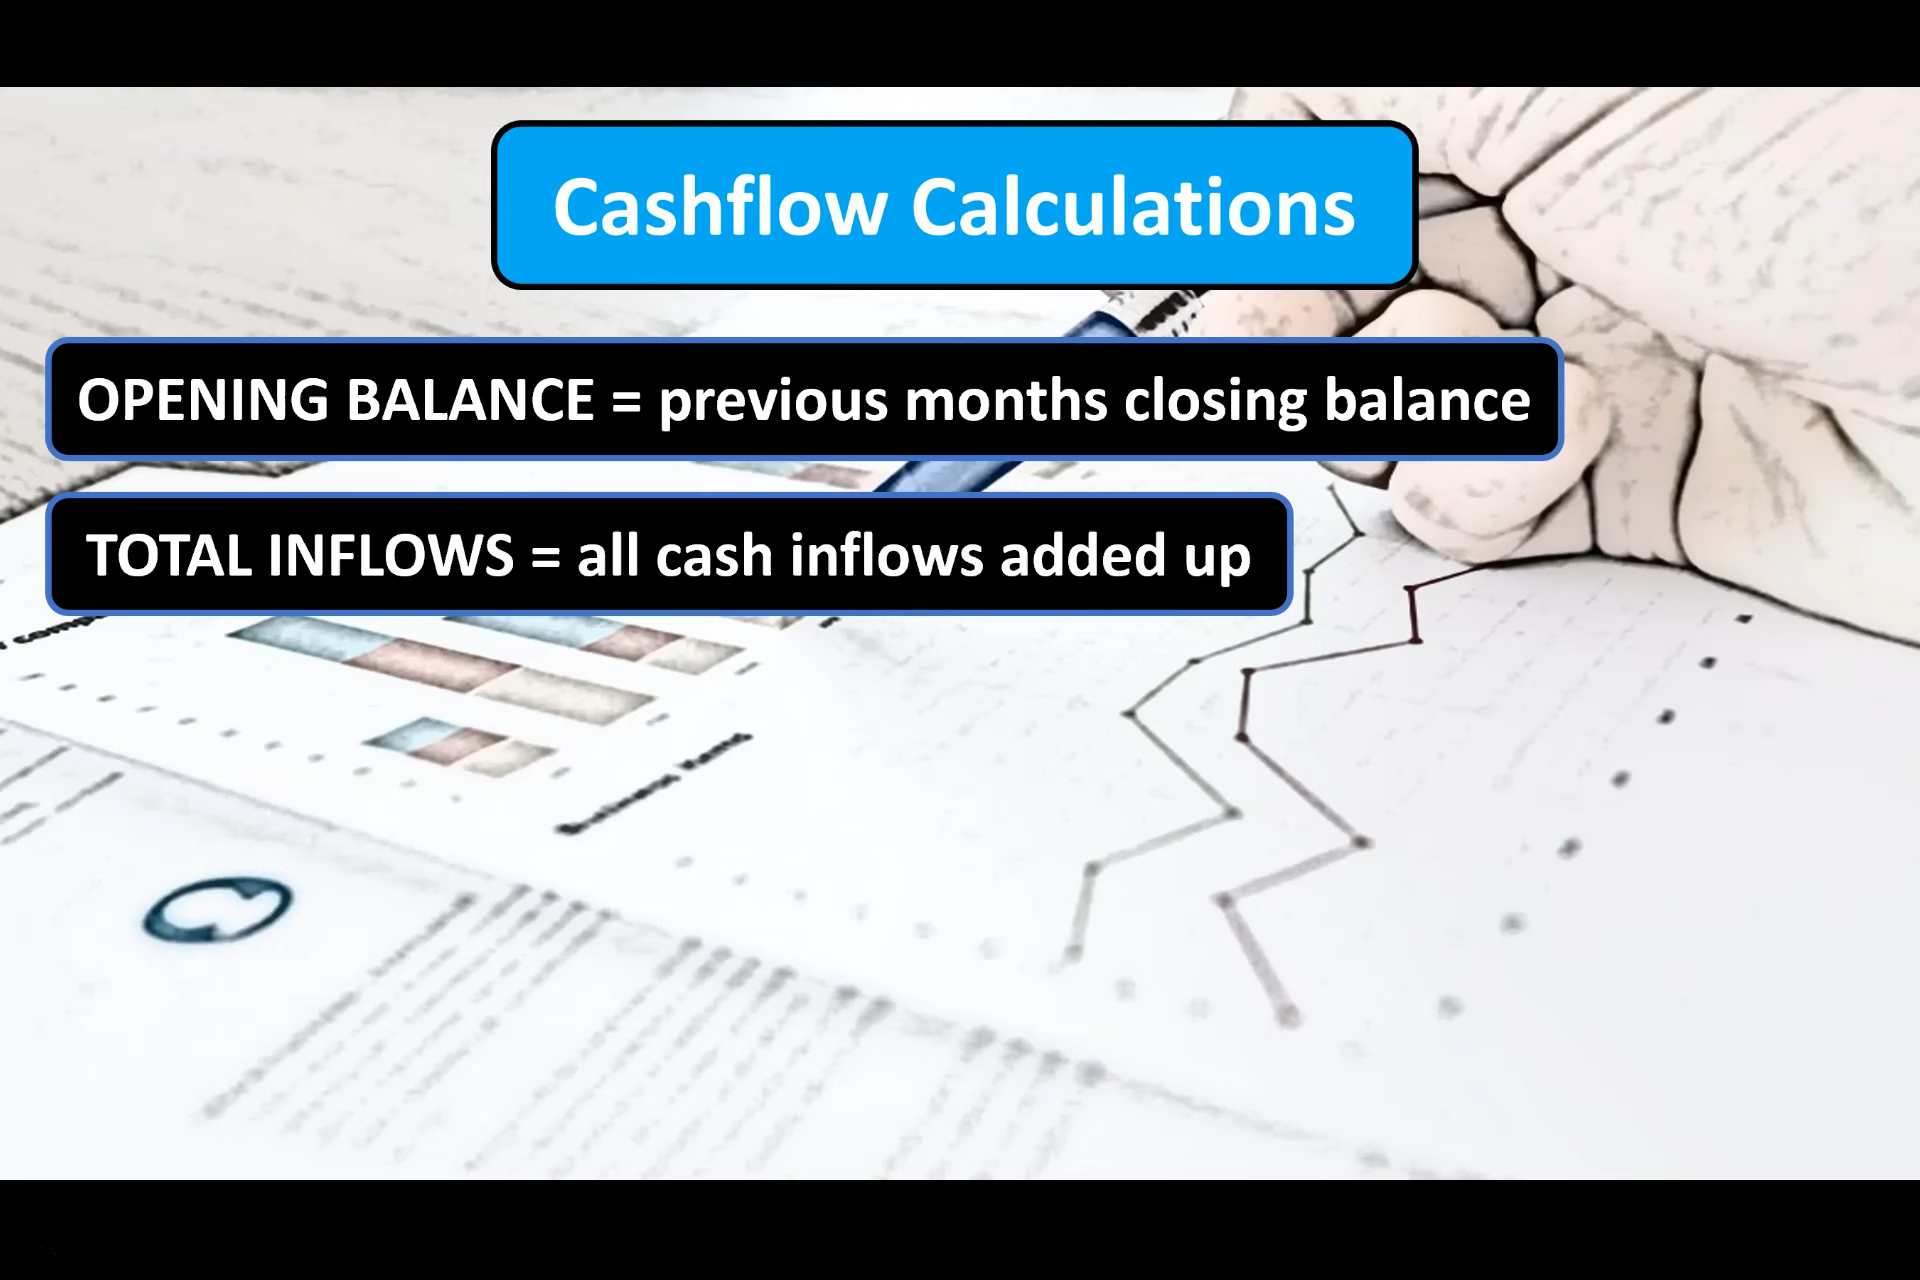 Cashflow Calculations
OPENING BALANCE = previous months closing balance
TOTAL INFLOWS = all cash inflows added up